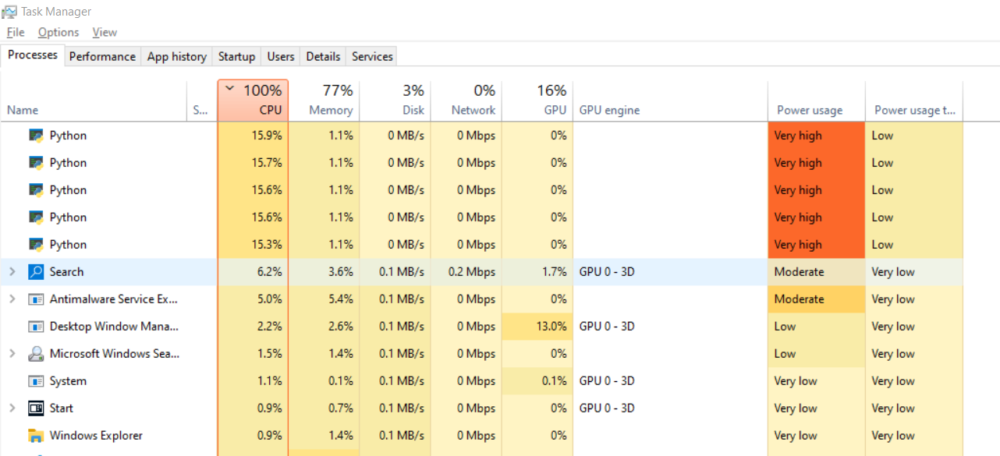 Task Manager
File Options View
Processes Performance App history Startup Users Details Services
100% 77% 3% 0% 16%
Name S... CPU Memory Disk Network GPU GPU engine Power usage Power usage t...
Python 15.9% 1.1% 0 MB/s 0 Mbps 0% Very high Low
Python 15.7% 1.1% 0 MB/s 0 Mbps 0% Very high Low
Python 15.6% 1.1% 0 MB/s 0 Mbps 0% Very high Low
Python 15.6% 1.1% 0 MB/s 0 Mbps 0% Very high Low
Python 15.3% 1.1% 0 MB/s 0 Mbps 0% Very high Low
Search 6.2% 3.6% 0.1 MB/s 0.2 Mbps 1.7% GPU 0 - 3D Moderate Very low
Antimalware Service Ex... 5.0% 5.4% 0.1 MB/s 0 Mbps 0% Moderate Very low
Desktop Window Mana... 2.2% 2.6% 0.1 MB/s 0 Mbps 13.0% GPU 0 - 3D Low Very low
Microsoft Windows Sea... 1.5% 1.4% 0.1 MB/s 0 Mbps 0% Low Very low
System 1.1% 0.1% 0.1 MB/s 0 Mbps 0.1% GPU 0 - 3D Very low Very low
Start 0.9% 0.7% 0.1 MB/s 0 Mbps 0% GPU 0 - 3D Very low Very low
Windows Explorer 0.9% 1.4% 0.1 MB/s 0 Mbps 0% Very low Very low